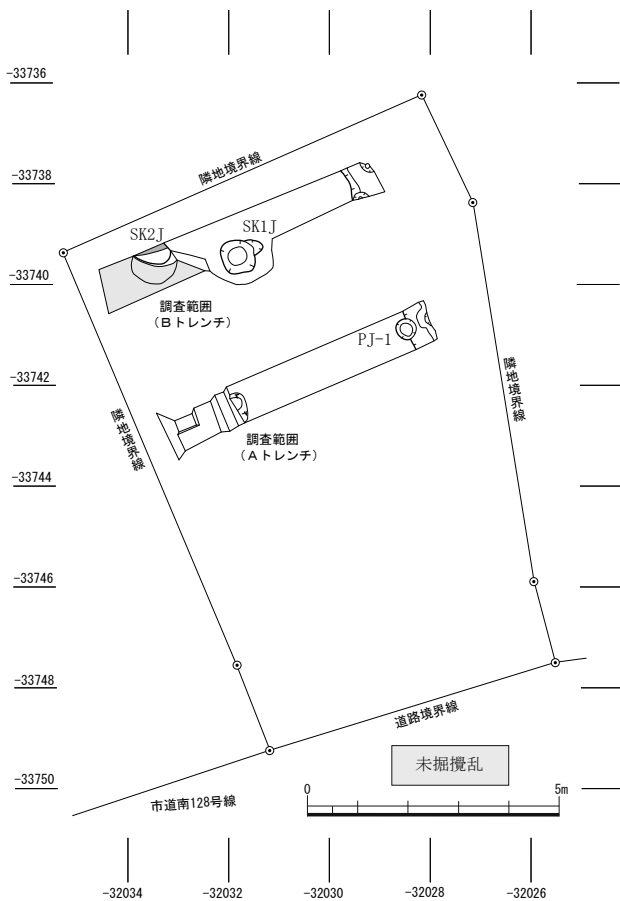 -33736
隣地境界線
-33738
SK2J
SK1J
-33740
調査範囲
(Bトレンチ)
PJ-1
隣地境界線
-33742
隣地境界線
調査範囲
(Aトレンチ)
-33744
-33746
-33748
道路境界線
未掘攪乱
-33750
市道南128号線
0
5m
-32034
-32032
-32030
-32028
-32026